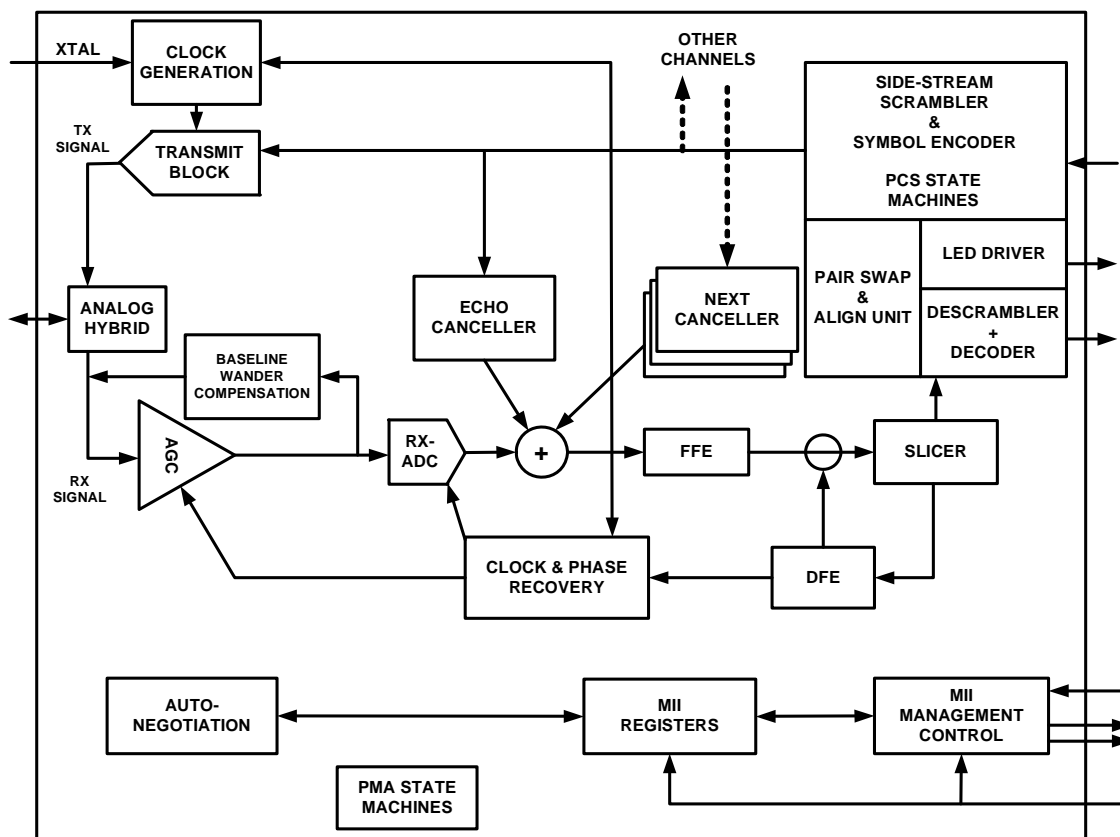 XTAL
CLOCK
GENERATION
OTHER
CHANNELS
SIDE-STREAM
SCRAMBLER
&
SYMBOL ENCODER
PCS STATE
MACHINES
TX
SIGNAL
TRANSMIT
BLOCK
LED DRIVER
PAIR SWAP
&
ALIGN UNIT
DESCRAMBLER
+
DECODER
ANALOG
HYBRID
ECHO
CANCELLER
NEXT
CANCELLER
BASELINE
WANDER
COMPENSATION
AGC
RX-
ADC
+
FFE
SLICER
RX
SIGNAL
CLOCK & PHASE
RECOVERY
DFE
AUTO-
NEGOTIATION
MII
REGISTERS
MII
MANAGEMENT
CONTROL
PMA STATE
MACHINES